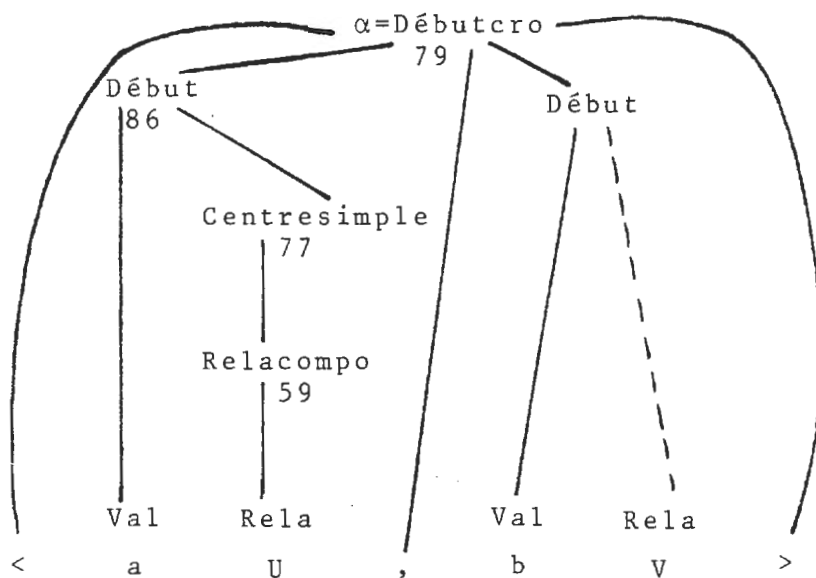 α=Débutcro
79
Début
86
Début
Centresimple
77
Relacompo
59
Val Rela Val Rela
< a U , b V >